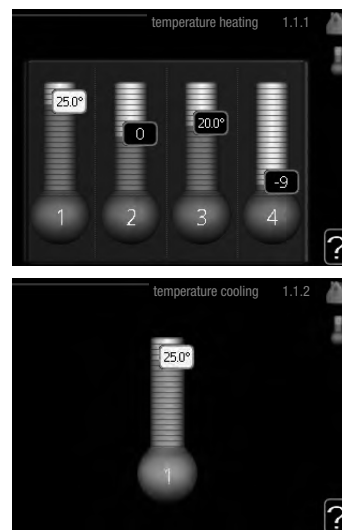 temperature heating 1.1.1
25.0°
0
20.0°
-9
1 2 3 4
?
temperature cooling 1.1.2
25.0°
1
?